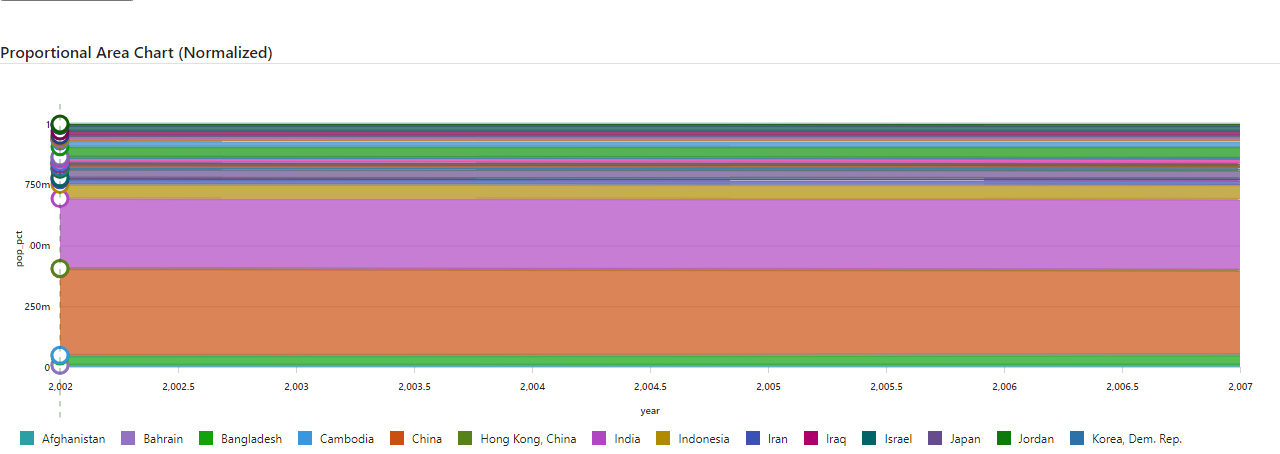 Proportional Area Chart (Normalized)
1
750m
00m
250m
0
pop_pct
2,002 2,002.5 2,003 2,003.5 2,004 2,004.5 2,005 2,005.5 2,006 2,006.5 2,007
year
Afghanistan Bahrain Bangladesh Cambodia China Hong Kong, China India Indonesia Iran Iraq Israel Japan Jordan Korea, Dem. Rep.